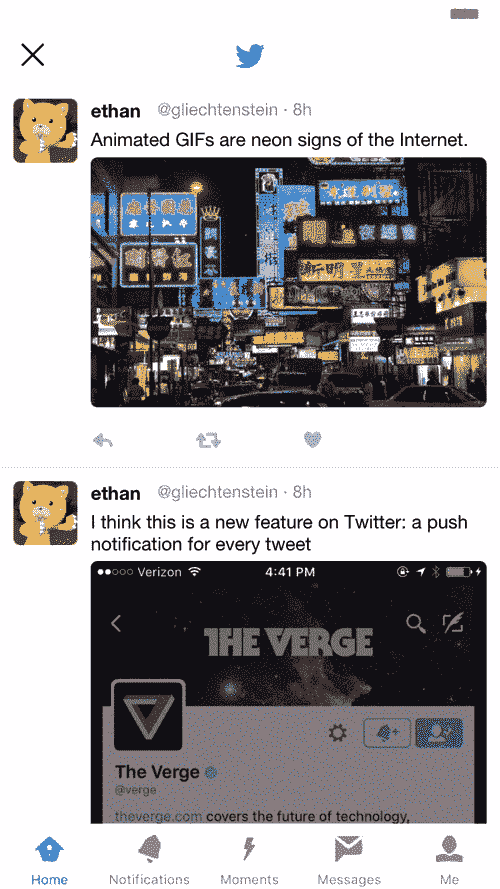 ethan @gliechtenstein · 8h
Animated GIFs are neon signs of the Internet.
ethan @gliechtenstein · 8h
I think this is a new feature on Twitter: a push
notification for every tweet
Verizon 4:41 PM
THE VERGE
The Verge
@verge
theverge.com covers the future of technology,
Home Notifications Moments Messages Me